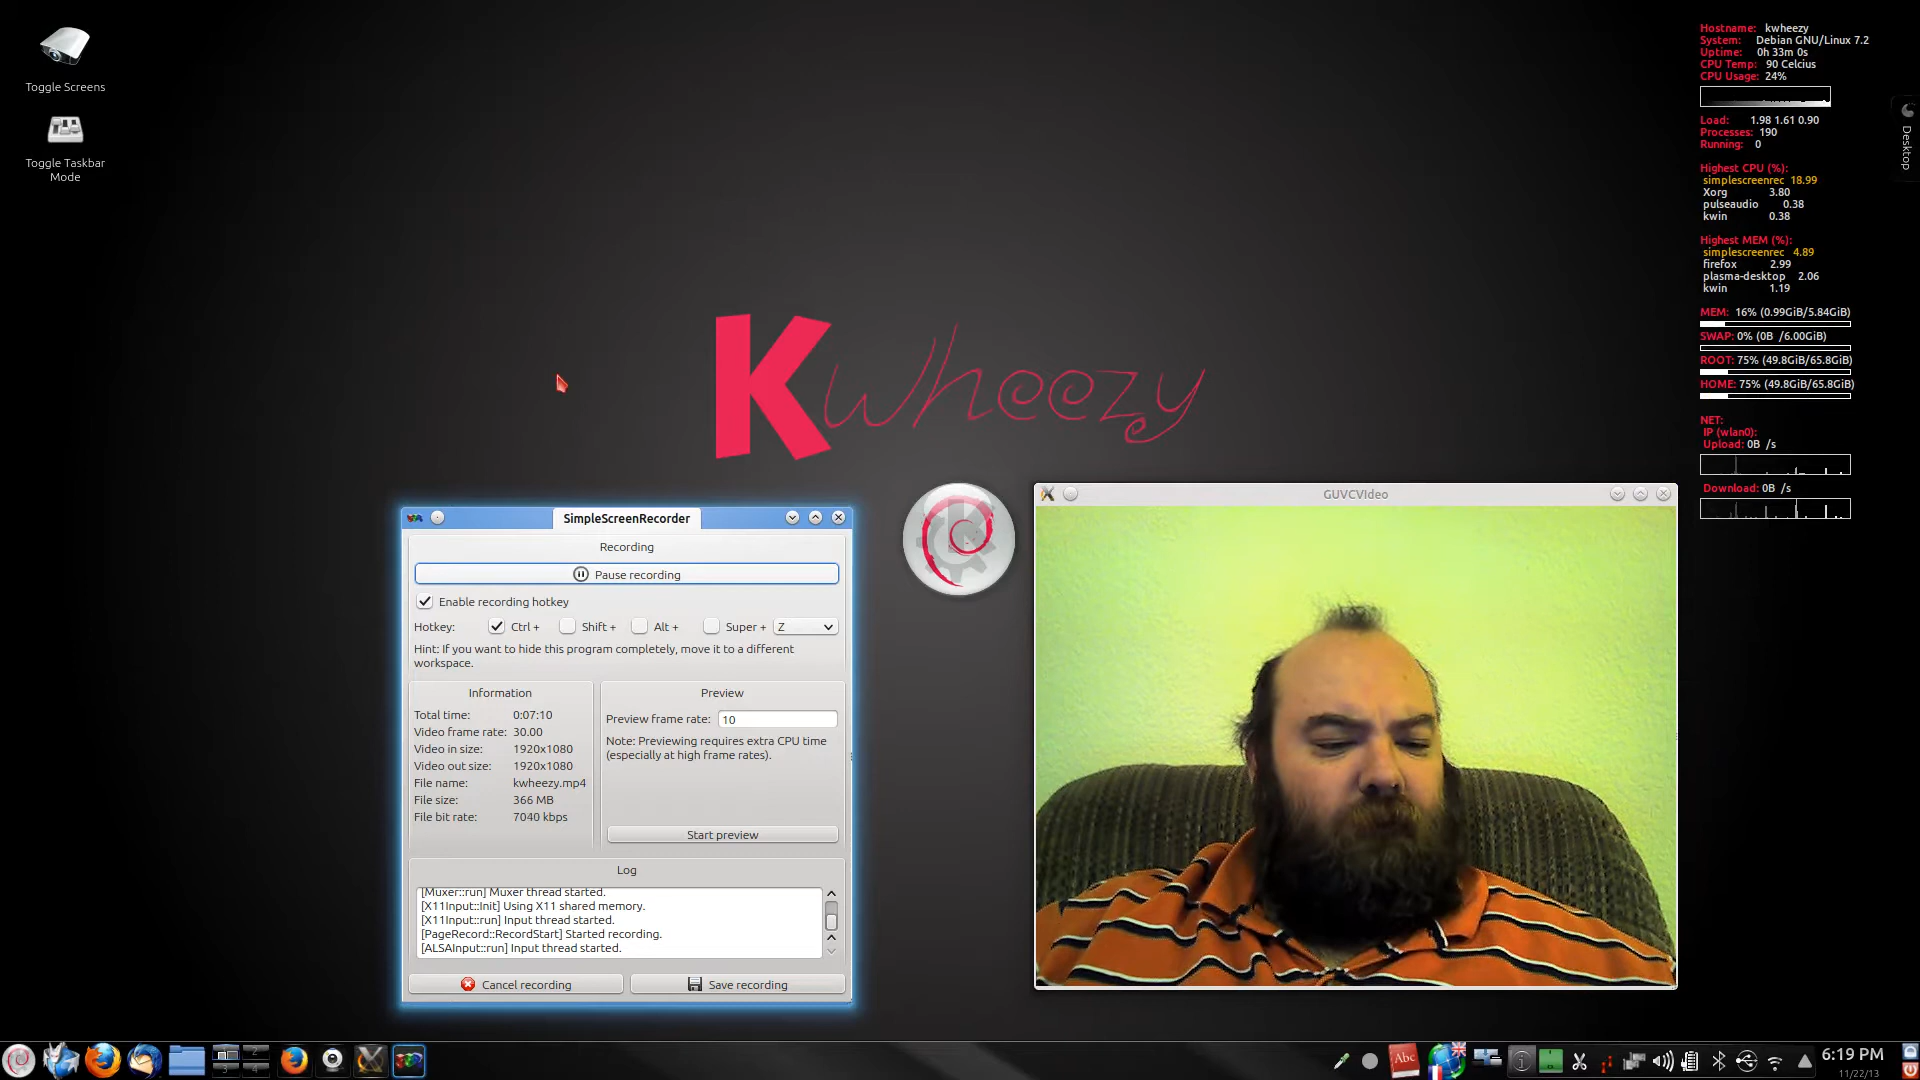 Toggle Screens
Toggle Taskbar
Mode
Kwheezy
Hostname: kwheezy
System: Debian GNU/Linux 7.2
Uptime: 0h 33m 0s
CPU Temp: 90 Celcius
CPU Usage: 24%
Load: 1.98 1.61 0.90
Processes: 190
Running: 0
Highest CPU (%):
simplescreenrec 18.99
Xorg 3.80
pulseaudio 0.38
kwin 0.38
Highest MEM (%):
simplescreenrec 4.89
firefox 2.99
plasma-desktop 2.06
kwin 1.19
MEM: 16% (0.99GiB/5.84GiB)
SWAP: 0% (0B /6.00GiB)
ROOT: 75% (49.8GiB/65.8GiB)
HOME: 75% (49.8GiB/65.8GiB)
NET:
IP (wlan0):
Upload: 0B /s
Download: 0B /s
Desktop
SimpleScreenRecorder
Recording
Pause recording
Enable recording hotkey
Hotkey: Ctrl + Shift + Alt + Super + Z
Hint: If you want to hide this program completely, move it to a different
workspace.
Information
Total time: 0:07:10
Video frame rate: 30.00
Video in size: 1920x1080
Video out size: 1920x1080
File name: kwheezy.mp4
File size: 366 MB
File bit rate: 7040 kbps
Preview
Preview frame rate: 10
Note: Previewing requires extra CPU time
(especially at high frame rates).
Start preview
Log
[Muxer::run] Muxer thread started.
[X11Input::Init] Using X11 shared memory.
[X11Input::run] Input thread started.
[PageRecord::RecordStart] Started recording.
[ALSAInput::run] Input thread started.
Cancel recording
Save recording
GUVCVideo
2
3 4
Abc
6:19 PM
11/22/13